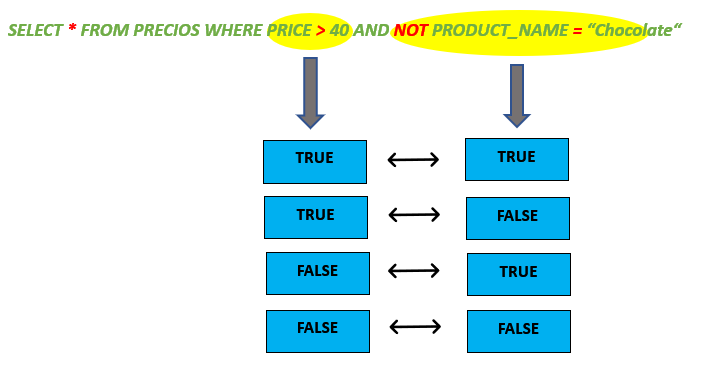 SELECT * FROM PRECIOS WHERE PRICE > 40 AND NOT PRODUCT_NAME = “Chocolate“
TRUE TRUE
TRUE FALSE
FALSE TRUE
FALSE FALSE